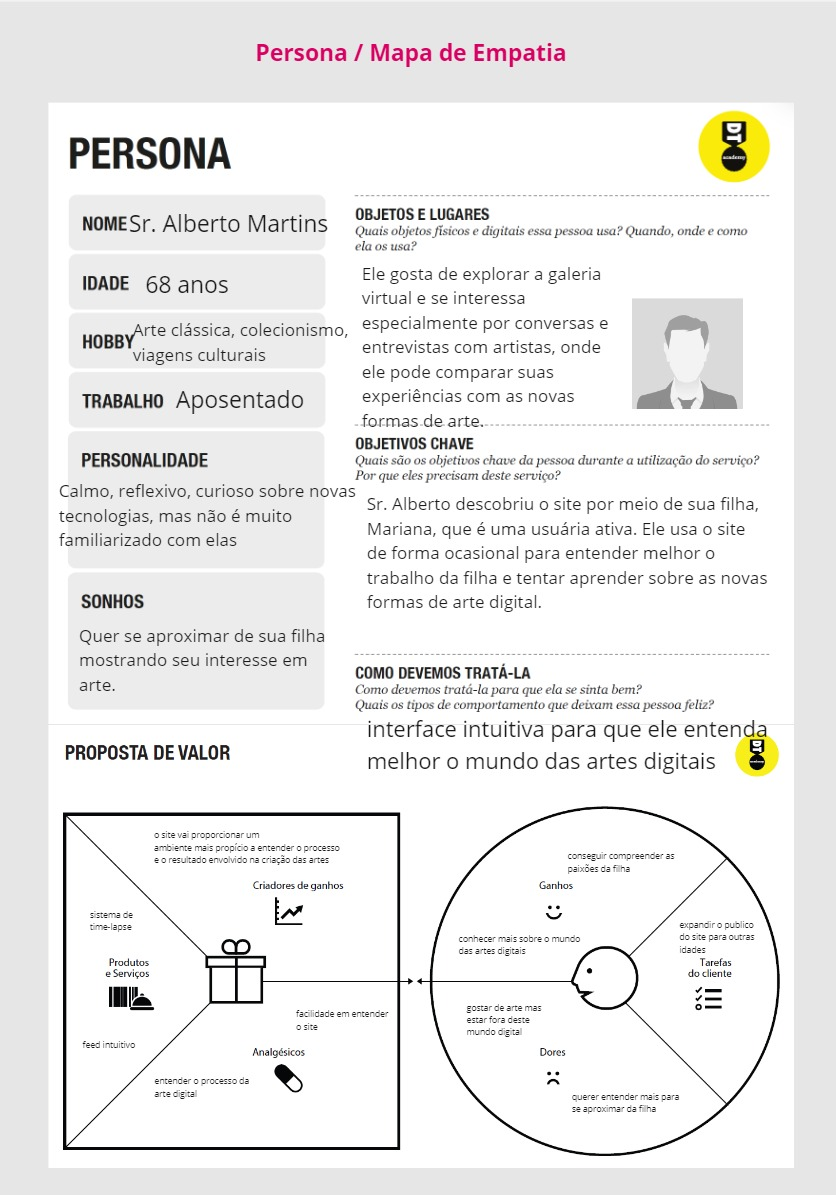 Persona / Mapa de Empatia
PERSONA
DT
academy
NOME Sr. Alberto Martins
IDADE 68 anos
HOBBY Arte clássica, colecionismo,
viagens culturais
TRABALHO Aposentado
PERSONALIDADE
Calmo, reflexivo, curioso sobre novas
tecnologias, mas não é muito
familiarizado com elas
SONHOS
Quer se aproximar de sua filha
mostrando seu interesse em
arte.
OBJETOS E LUGARES
Quais objetos físicos e digitais essa pessoa usa? Quando, onde e como
ela os usa?
Ele gosta de explorar a galeria
virtual e se interessa
especialmente por conversas e
entrevistas com artistas, onde
ele pode comparar suas
experiências com as novas
formas de arte.
OBJETIVOS CHAVE
Quais são os objetivos chave da pessoa durante a utilização do serviço?
Por que eles precisam deste serviço?
Sr. Alberto descobriu o site por meio de sua filha,
Mariana, que é uma usuária ativa. Ele usa o site
de forma ocasional para entender melhor o
trabalho da filha e tentar aprender sobre as novas
formas de arte digital.
COMO DEVEMOS TRATÁ-LA
Como devemos tratá-la para que ela se sinta bem?
Quais os tipos de comportamento que deixam essa pessoa feliz?
interface intuitiva para que ele entenda
melhor o mundo das artes digitais
PROPOSTA DE VALOR
DT
academy
o site vai proporcionar um
ambiente mais propício a entender o processo
e o resultado envolvido na criação das artes
Criadores de ganhos
sistema de
time-lapse
Produtos
e Serviços
feed intuitivo
facilidade em entender
o site
Analgésicos
entender o processo da
arte digital
conseguir compreender as
paixões da filha
Ganhos
conhecer mais sobre o mundo
das artes digitais
expandir o publico
do site para outras
idades
Tarefas
do cliente
gostar de arte mas
estar fora deste
mundo digital
Dores
querer entender mais para
se aproximar da filha